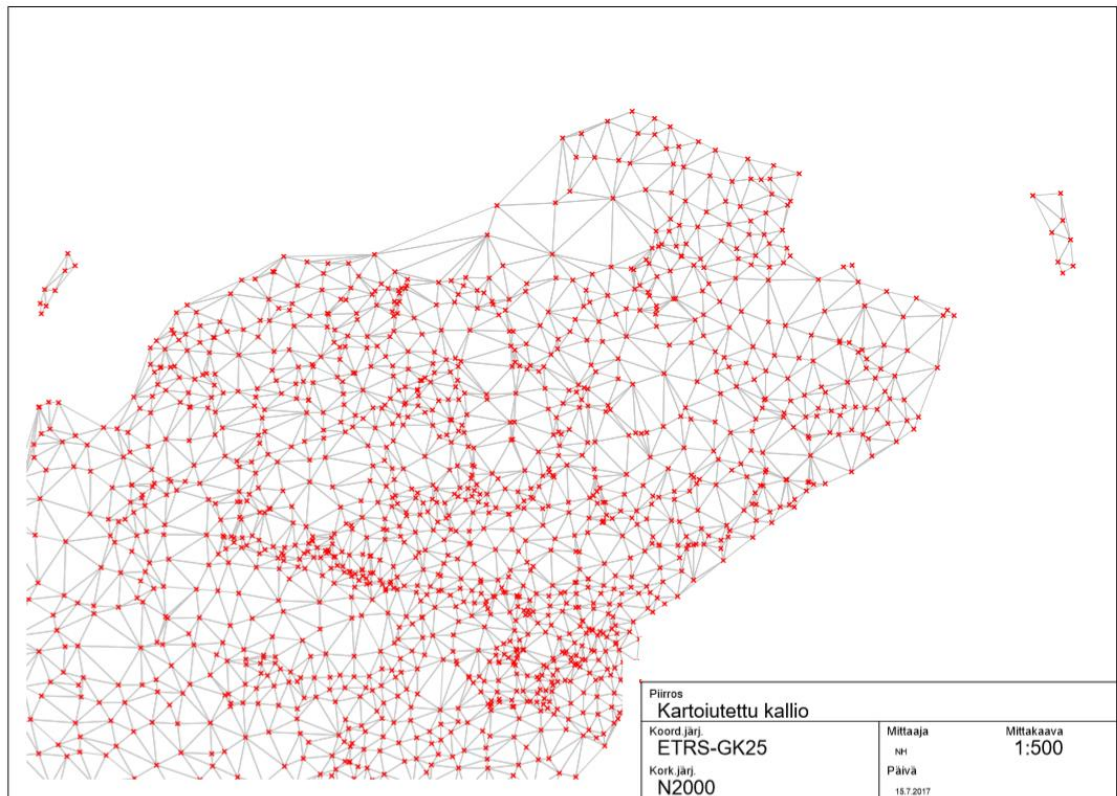 Piirros
Kartoiutettu kallio
Koord.järj.
ETRS-GK25
Kork.järj.
N2000
Mittaaja
NH
Mittakaava
1:500
Päivä
15.7.2017